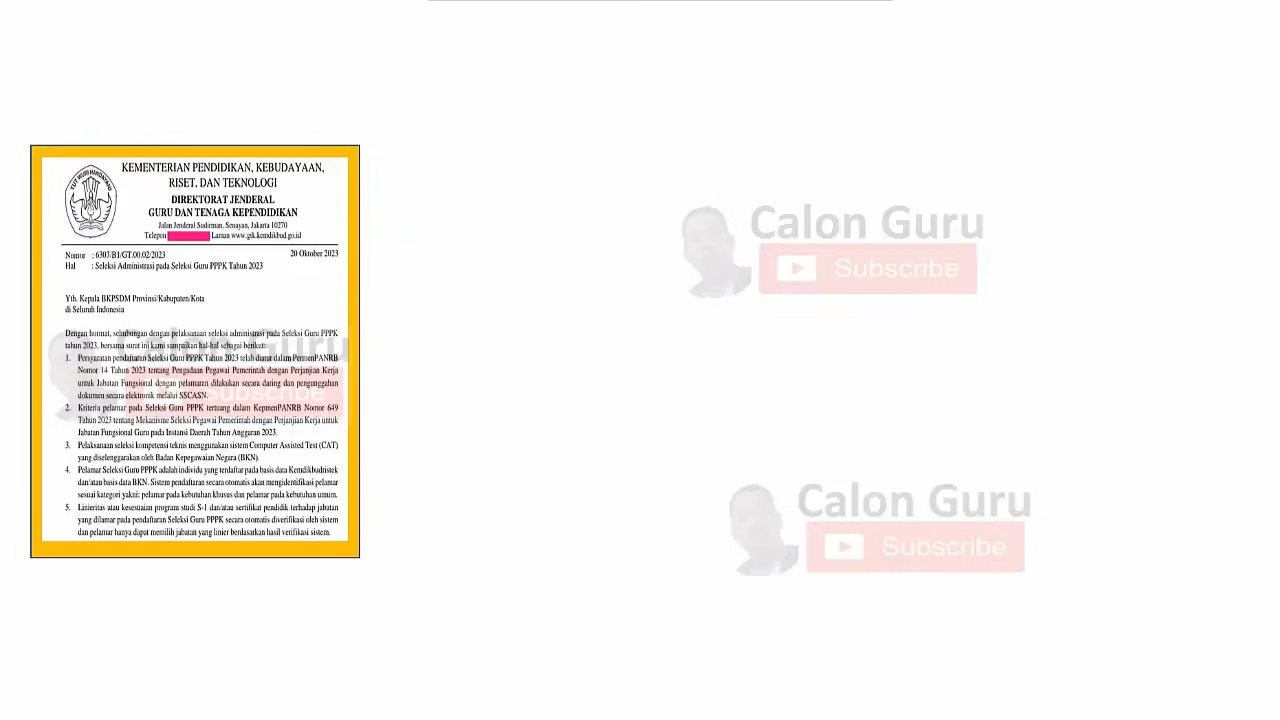 KEMENTERIAN PENDIDIKAN, KEBUDAYAAN,
RISET, DAN TEKNOLOGI
DIREKTORAT JENDERAL
GURU DAN TENAGA KEPENDIDIKAN
Jalan Jenderal Sudirman, Senayan, Jakarta 10270
Telepon Laman www.gtk.kemdikbud.go.id
Nomor : 6307/B1/GT.00.02/2023 20 Oktober 2023
Hal : Seleksi Administrasi pada Seleksi Guru PPPK Tahun 2023
Yth. Kepala BKPSDM Provinsi/Kabupaten/Kota
di Seluruh Indonesia
Dengan hormat, sehubungan dengan pelaksanaan seleksi administrasi pada Seleksi Guru PPPK
tahun 2023, bersama surat ini kami sampaikan hal-hal sebagai berikut:
1. Persyaratan pendaftaran Seleksi Guru PPPK Tahun 2023 telah diatur dalam PermenPANRB
Nomor 14 Tahun 2023 tentang Pengadaan Pegawai Pemerintah dengan Perjanjian Kerja
untuk Jabatan Fungsional dengan pelamaran dilakukan secara daring dan pengunggahan
dokumen secara elektronik melalui SSCASN.
2. Kriteria pelamar pada Seleksi Guru PPPK tertuang dalam KepmenPANRB Nomor 649
Tahun 2023 tentang Mekanisme Seleksi Pegawai Pemerintah dengan Perjanjian Kerja untuk
Jabatan Fungsional Guru pada Instansi Daerah Tahun Anggaran 2023.
3. Pelaksanaan seleksi kompetensi teknis menggunakan sistem Computer Assisted Test (CAT)
yang diselenggarakan oleh Badan Kepegawaian Negara (BKN).
4. Pelamar Seleksi Guru PPPK adalah individu yang terdaftar pada basis data Kemdikbudristek
dan/atau basis data BKN. Sistem pendaftaran secara otomatis akan mengidentifikasi pelamar
sesuai kategori yakni: pelamar pada kebutuhan khusus dan pelamar pada kebutuhan umum.
5. Linieritas atau kesesuaian program studi S-1 dan/atau sertifikat pendidik terhadap jabatan
yang dilamar pada pendaftaran Seleksi Guru PPPK secara otomatis diverifikasi oleh sistem
dan pelamar hanya dapat memilih jabatan yang linier berdasarkan hasil verifikasi sistem.
Calon Guru
Subscribe
Calon Guru
Subscribe
Calon Guru
Subscribe